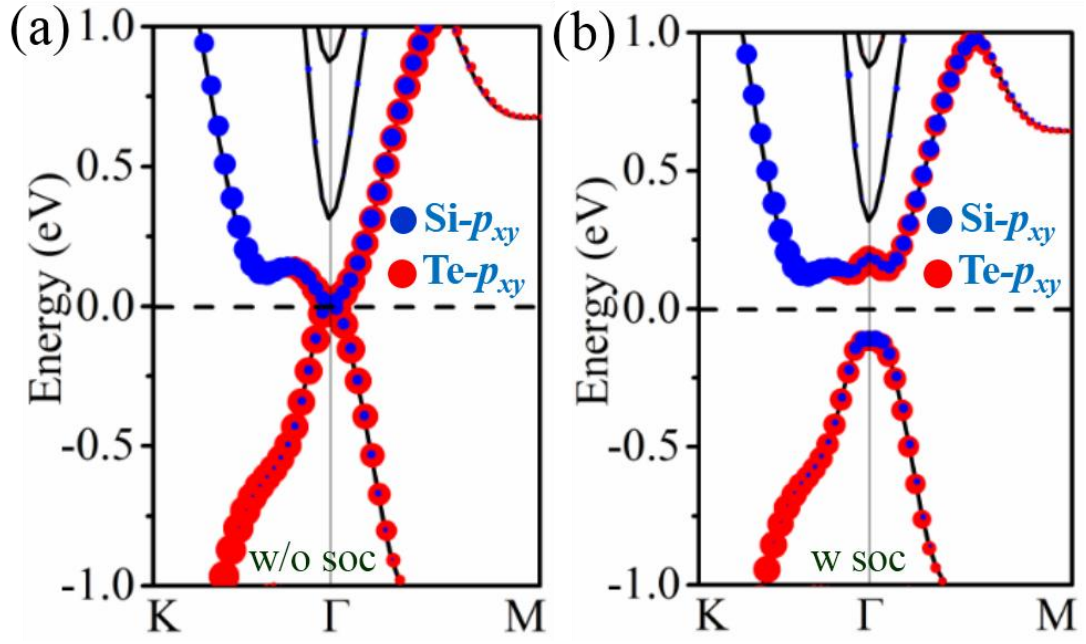 (a)
Energy (eV)
1.0
0.5
0.0
-0.5
-1.0
Si-pxy
Te-pxy
w/o soc
K Γ M
(b)
Energy (eV)
1.0
0.5
0.0
-0.5
-1.0
Si-pxy
Te-pxy
w soc
K Γ M